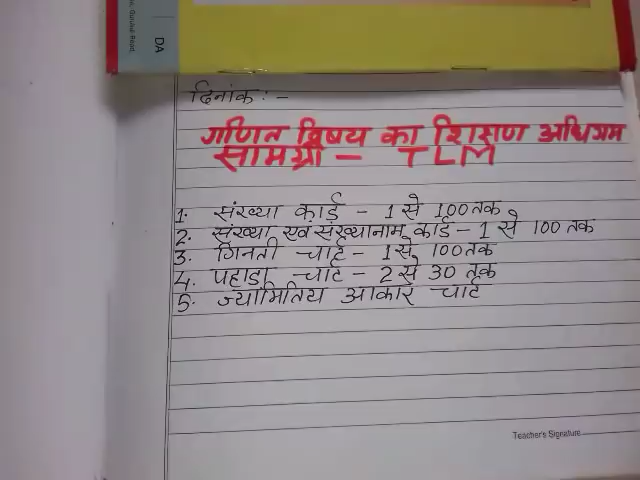 DA
दिनांक :-
गणित विषय का शिक्षण अधिगम
सामग्री - TLM
1. संख्या कार्ड - 1 से 100 तक
2. संख्या एवं संख्यानाम कार्ड - 1 से 100 तक
3. गिनती चार्ट - 1 से 100 तक
4. पहाडा चार्ट - 2 से 30 तक
5. ज्यामितिय आकार चार्ट
Teacher's Signature